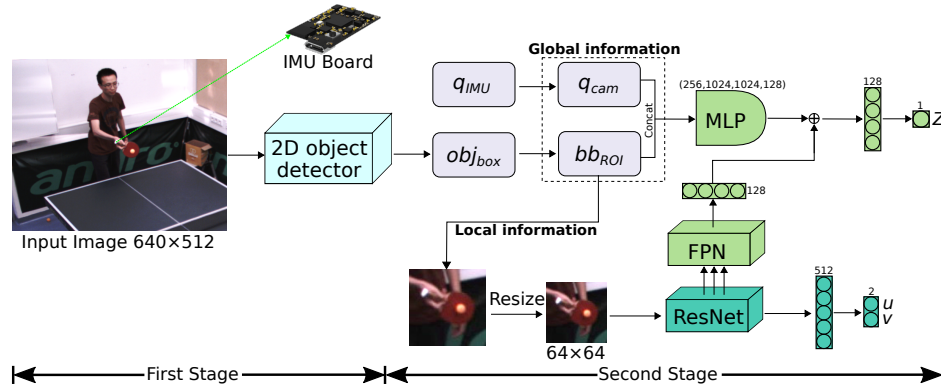 IMU Board
Global information
q_IMU
q_cam
Concat
(256,1024,1024,128)
MLP
⊕
128
1
Z
2D object
detector
obj_box
bb_ROI
Input Image 640×512
128
Local information
FPN
Resize
64×64
ResNet
512
2
u
v
First Stage
Second Stage